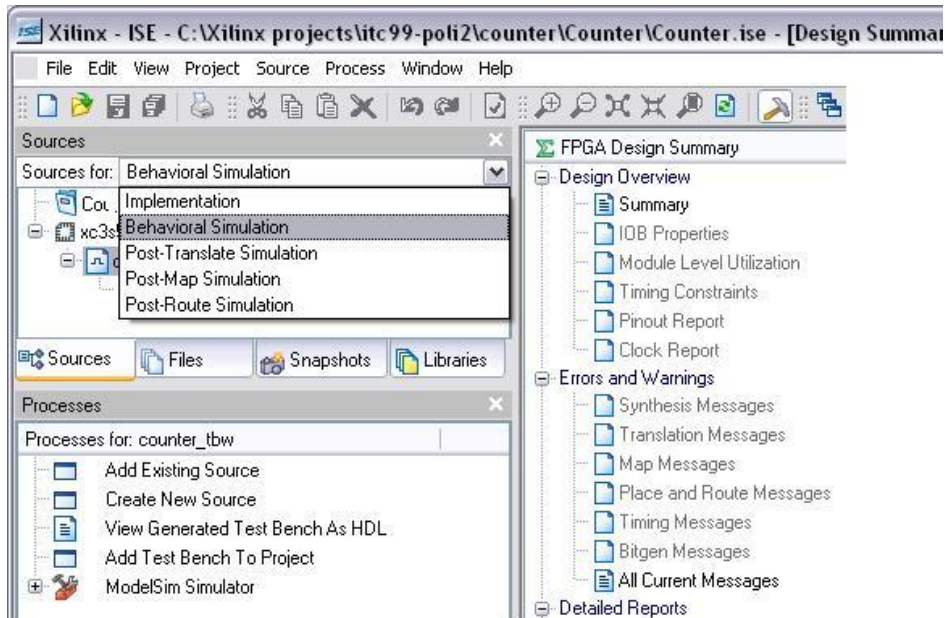 Xilinx - ISE - C:\Xilinx projects\itc99-poli2\counter\Counter\Counter.ise - [Design Summar
File Edit View Project Source Process Window Help
Sources
Sources for: Behavioral Simulation
Implementation
Behavioral Simulation
Post-Translate Simulation
Post-Map Simulation
Post-Route Simulation
Sources Files Snapshots Libraries
Processes
Processes for: counter_tbw
Add Existing Source
Create New Source
View Generated Test Bench As HDL
Add Test Bench To Project
ModelSim Simulator
FPGA Design Summary
Design Overview
Summary
IOB Properties
Module Level Utilization
Timing Constraints
Pinout Report
Clock Report
Errors and Warnings
Synthesis Messages
Translation Messages
Map Messages
Place and Route Messages
Timing Messages
Bitgen Messages
All Current Messages
Detailed Reports